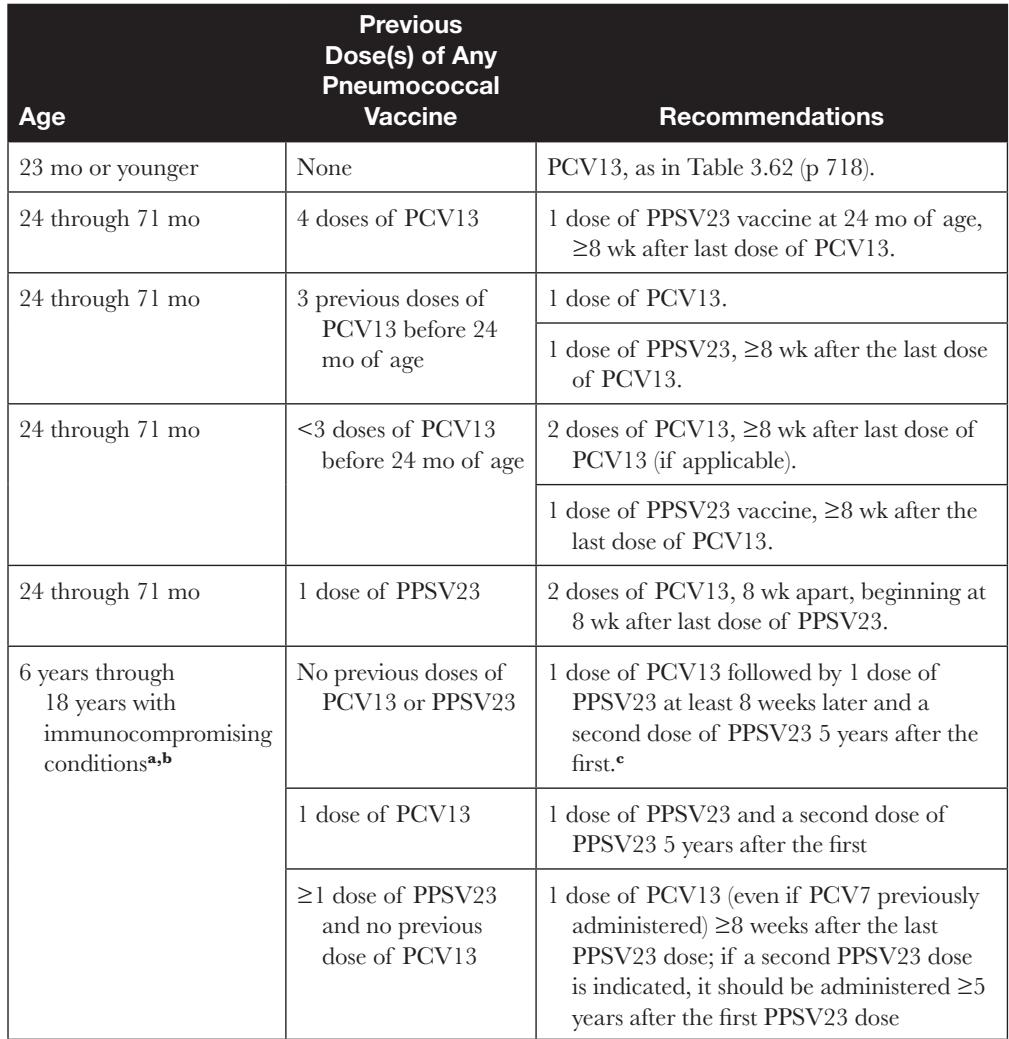 Age
Previous
Dose(s) of Any
Pneumococcal
Vaccine
Recommendations
23 mo or younger
None
PCV13, as in Table 3.62 (p 718).
24 through 71 mo
4 doses of PCV13
1 dose of PPSV23 vaccine at 24 mo of age,
≥8 wk after last dose of PCV13.
24 through 71 mo
3 previous doses of
PCV13 before 24
mo of age
1 dose of PCV13.
1 dose of PPSV23, ≥8 wk after the last dose
of PCV13.
24 through 71 mo
<3 doses of PCV13
before 24 mo of age
2 doses of PCV13, ≥8 wk after last dose of
PCV13 (if applicable).
1 dose of PPSV23 vaccine, ≥8 wk after the
last dose of PCV13.
24 through 71 mo
1 dose of PPSV23
2 doses of PCV13, 8 wk apart, beginning at
8 wk after last dose of PPSV23.
6 years through
18 years with
immunocompromising
conditionsa,b
No previous doses of
PCV13 or PPSV23
1 dose of PCV13 followed by 1 dose of
PPSV23 at least 8 weeks later and a
second dose of PPSV23 5 years after the
first.c
1 dose of PCV13
1 dose of PPSV23 and a second dose of
PPSV23 5 years after the first
≥1 dose of PPSV23
and no previous
dose of PCV13
1 dose of PCV13 (even if PCV7 previously
administered) ≥8 weeks after the last
PPSV23 dose; if a second PPSV23 dose
is indicated, it should be administered ≥5
years after the first PPSV23 dose